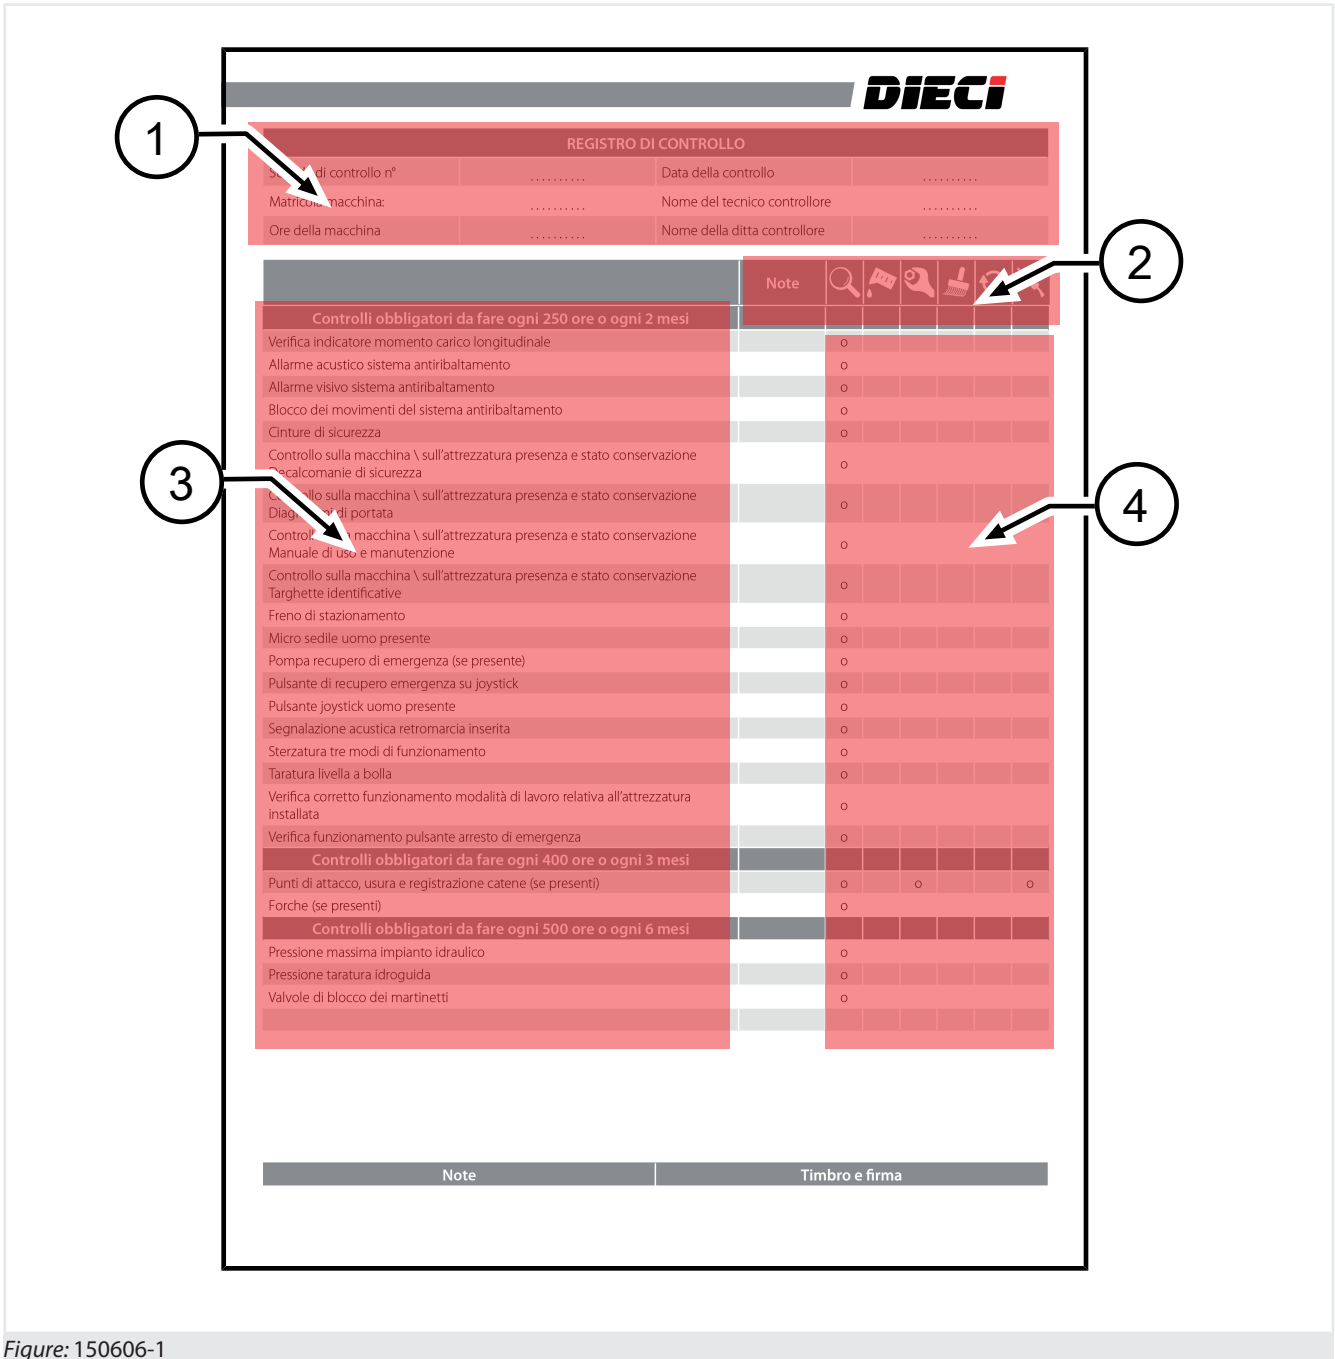 DIECI
1
REGISTRO DI CONTROLLO
di controllo n° .......... Data della controllo ..........
Matricola macchina: .......... Nome del tecnico controllore ..........
Ore della macchina .......... Nome della ditta controllore ..........
2
Note
Controlli obbligatori da fare ogni 250 ore o ogni 2 mesi
Verifica indicatore momento carico longitudinale o
Allarme acustico sistema antiribaltamento o
Allarme visivo sistema antiribaltamento o
Blocco dei movimenti del sistema antiribaltamento o
Cinture di sicurezza o
Controllo sulla macchina \ sull'attrezzatura presenza e stato conservazione
Decalcomanie di sicurezza o
3
Controllo sulla macchina \ sull'attrezzatura presenza e stato conservazione
Diagrammi di portata o
4
Controllo sulla macchina \ sull'attrezzatura presenza e stato conservazione
Manuale di uso e manutenzione o
Controllo sulla macchina \ sull'attrezzatura presenza e stato conservazione
Targhette identificative o
Freno di stazionamento o
Micro sedile uomo presente o
Pompa recupero di emergenza (se presente) o
Pulsante di recupero emergenza su joystick o
Pulsante joystick uomo presente o
Segnalazione acustica retromarcia inserita o
Sterzatura tre modi di funzionamento o
Taratura livella a bolla o
Verifica corretto funzionamento modalità di lavoro relativa all'attrezzatura
installata o
Verifica funzionamento pulsante arresto di emergenza o
Controlli obbligatori da fare ogni 400 ore o ogni 3 mesi
Punti di attacco, usura e registrazione catene (se presenti) o o o
Forche (se presenti) o
Controlli obbligatori da fare ogni 500 ore o ogni 6 mesi
Pressione massima impianto idraulico o
Pressione taratura idroguida o
Valvole di blocco dei martinetti o
Note Timbro e firma
Figure: 150606-1